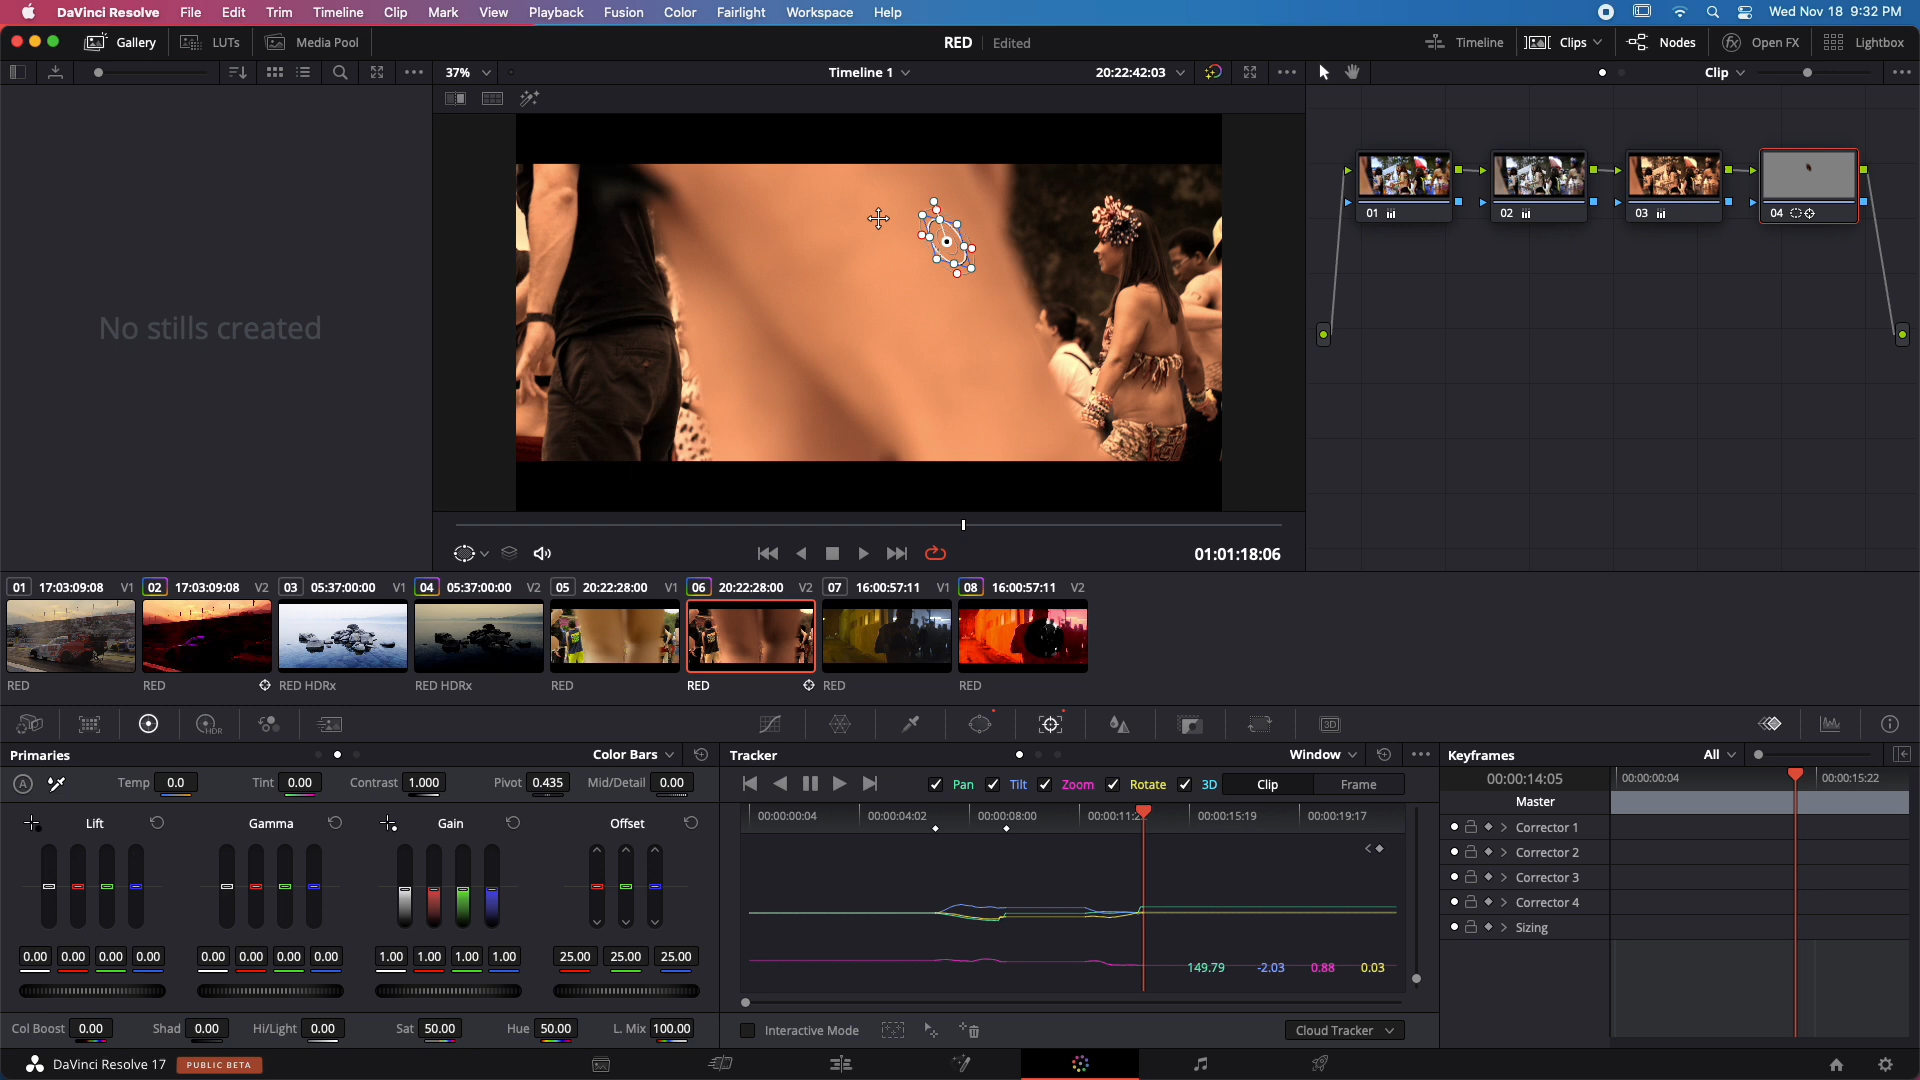 DaVinci Resolve File Edit Trim Timeline Clip Mark View Playback Fusion Color Fairlight Workspace Help Wed Nov 18 9:32 PM
Gallery LUTs Media Pool RED Edited Timeline Clips Nodes fx Open FX Lightbox
37% Timeline 1 20:22:42:03 Clip
01 02 03 04
No stills created
01:01:18:06
01 17:03:09:08 V1 02 17:03:09:08 V2 03 05:37:00:00 V1 04 05:37:00:00 V2 05 20:22:28:00 V1 06 20:22:28:00 V2 07 16:00:57:11 V1 08 16:00:57:11 V2
RED RED RED HDRx RED HDRx RED RED RED RED
HDR 3D
Primaries Color Bars Tracker Window Keyframes All
A Temp 0.0 Tint 0.00 Contrast 1.000 Pivot 0.435 Mid/Detail 0.00 Pan Tilt Zoom Rotate 3D Clip Frame 00:00:14:05 00:00:00:04 00:00:15:22
Master
Lift Gamma Gain Offset 00:00:00:04 00:00:04:02 00:00:08:00 00:00:11:2 00:00:15:19 00:00:19:17 Corrector 1
Corrector 2
Corrector 3
Corrector 4
Sizing
0.00 0.00 0.00 0.00 0.00 0.00 0.00 0.00 1.00 1.00 1.00 1.00 25.00 25.00 25.00 149.79 -2.03 0.88 0.03
Col Boost 0.00 Shad 0.00 Hi/Light 0.00 Sat 50.00 Hue 50.00 L. Mix 100.00 Interactive Mode Cloud Tracker
DaVinci Resolve 17 PUBLIC BETA